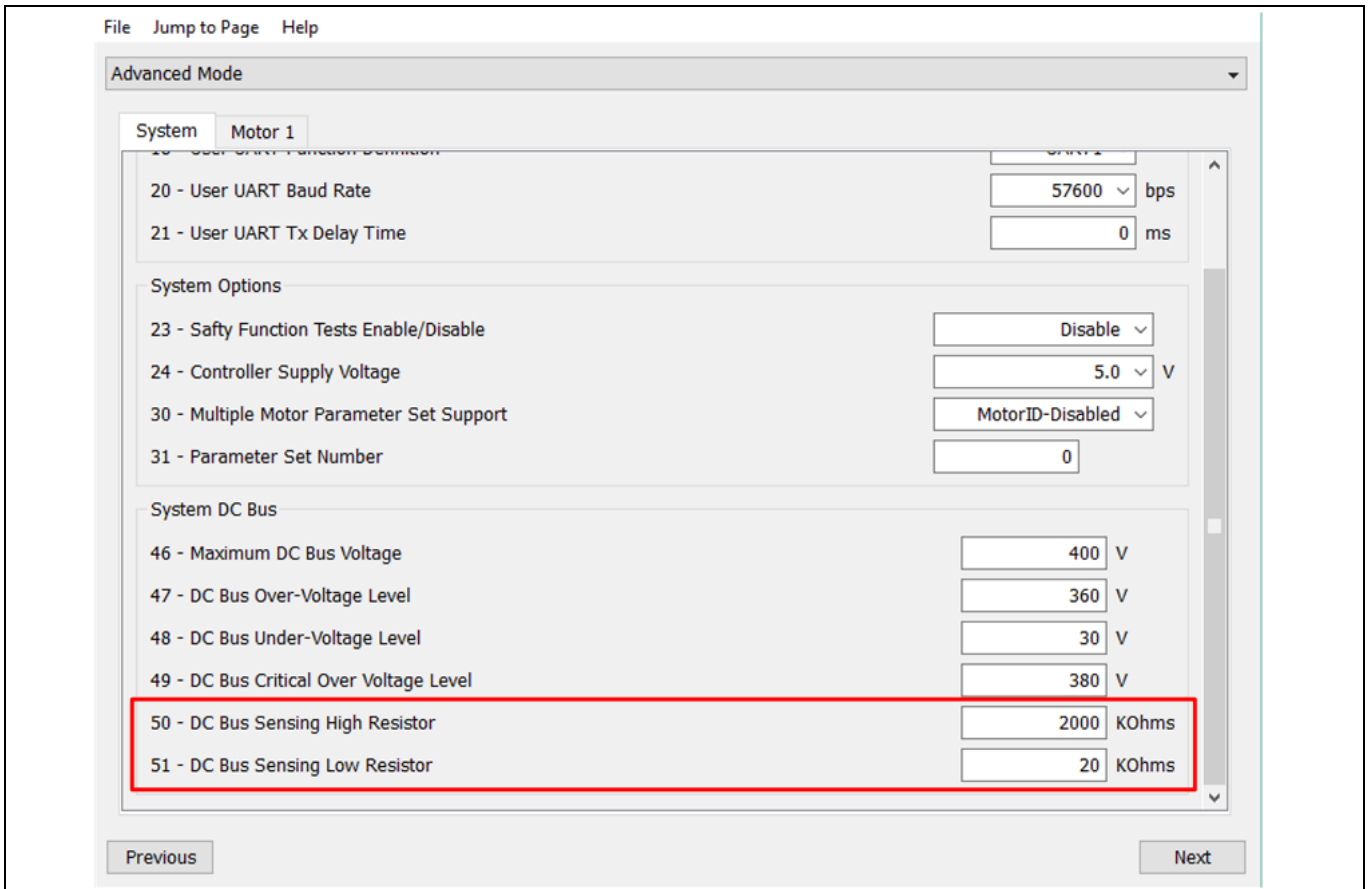 File Jump to Page Help
Advanced Mode
System Motor 1
20 - User UART Baud Rate 57600 bps
21 - User UART Tx Delay Time 0 ms
System Options
23 - Safty Function Tests Enable/Disable Disable
24 - Controller Supply Voltage 5.0 V
30 - Multiple Motor Parameter Set Support MotorID-Disabled
31 - Parameter Set Number 0
System DC Bus
46 - Maximum DC Bus Voltage 400 V
47 - DC Bus Over-Voltage Level 360 V
48 - DC Bus Under-Voltage Level 30 V
49 - DC Bus Critical Over Voltage Level 380 V
50 - DC Bus Sensing High Resistor 2000 KOhms
51 - DC Bus Sensing Low Resistor 20 KOhms
Previous Next